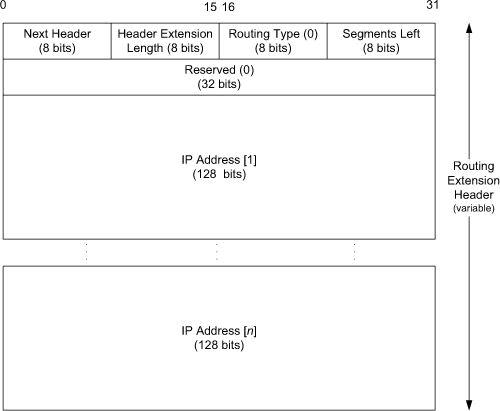 0 15 16 31
Next Header Header Extension Routing Type (0) Segments Left
(8 bits) Length (8 bits) (8 bits) (8 bits)
Reserved (0)
(32 bits)
IP Address [1]
(128 bits)
Routing
Extension
Header
(variable)
IP Address [n]
(128 bits)